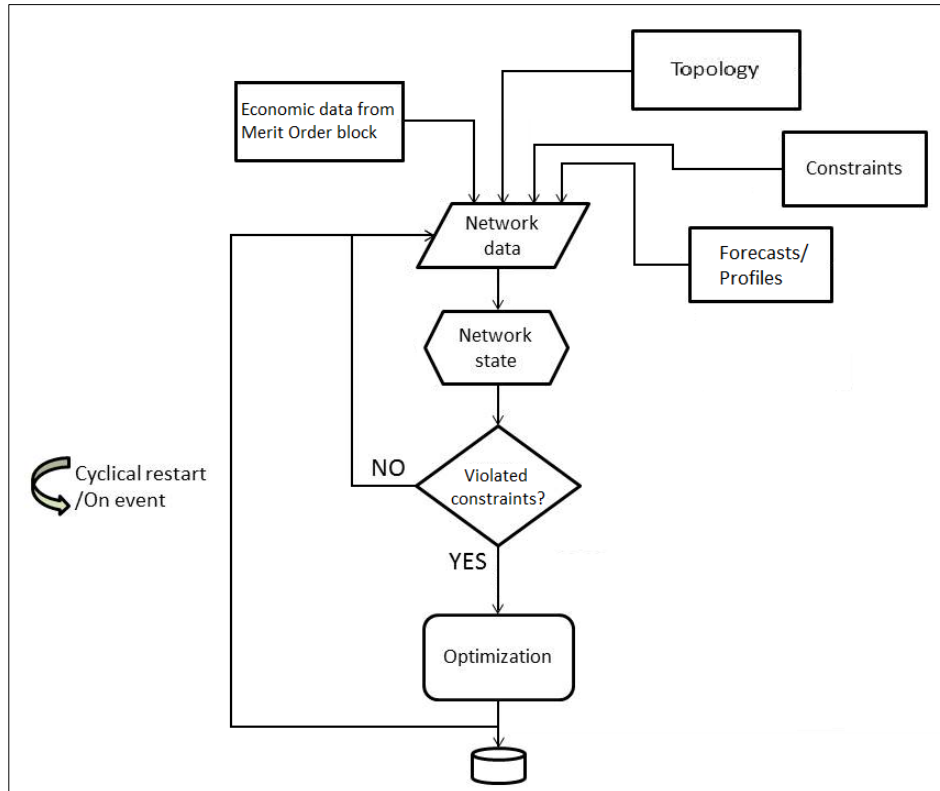 Topology
Economic data from
Merit Order block
Constraints
Network
data
Forecasts/
Profiles
Network
state
NO
Violated
constraints?
Cyclical restart
/On event
YES
Optimization